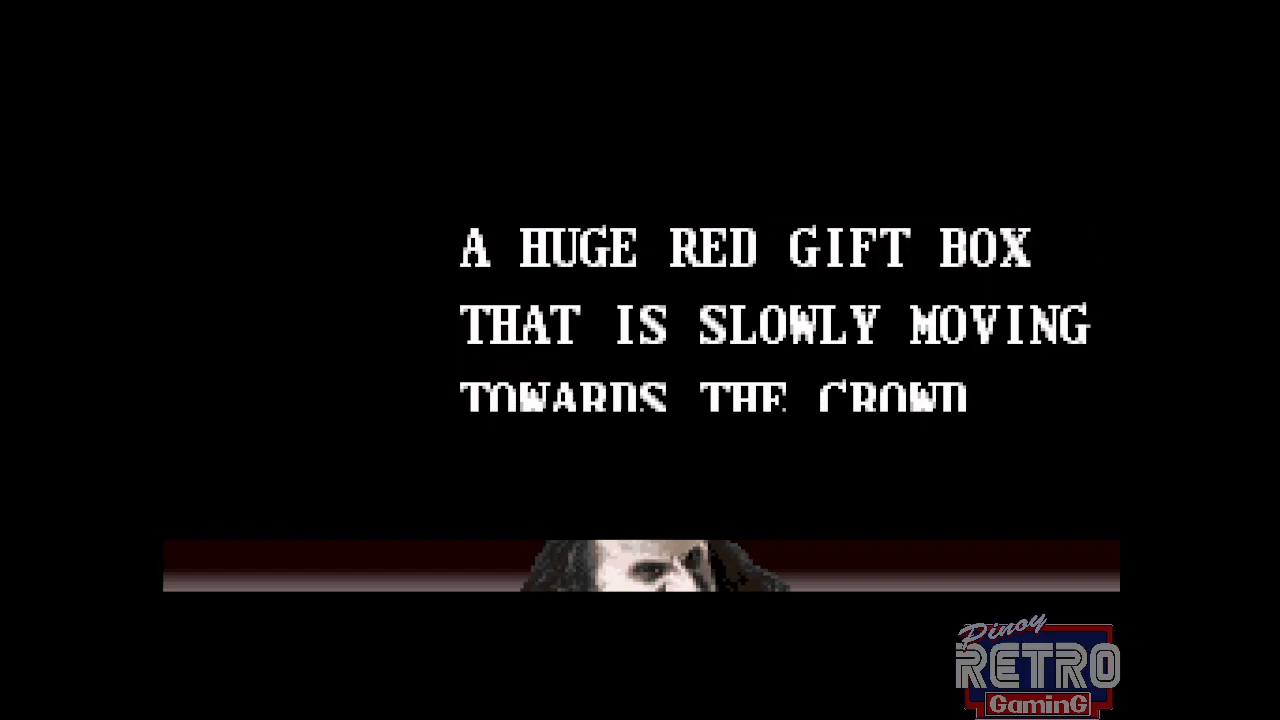 A HUGE RED GIFT BOX
THAT IS SLOWLY MOVING
TOWARDS THE CROWD
Pinoy
RETRO
GaminG